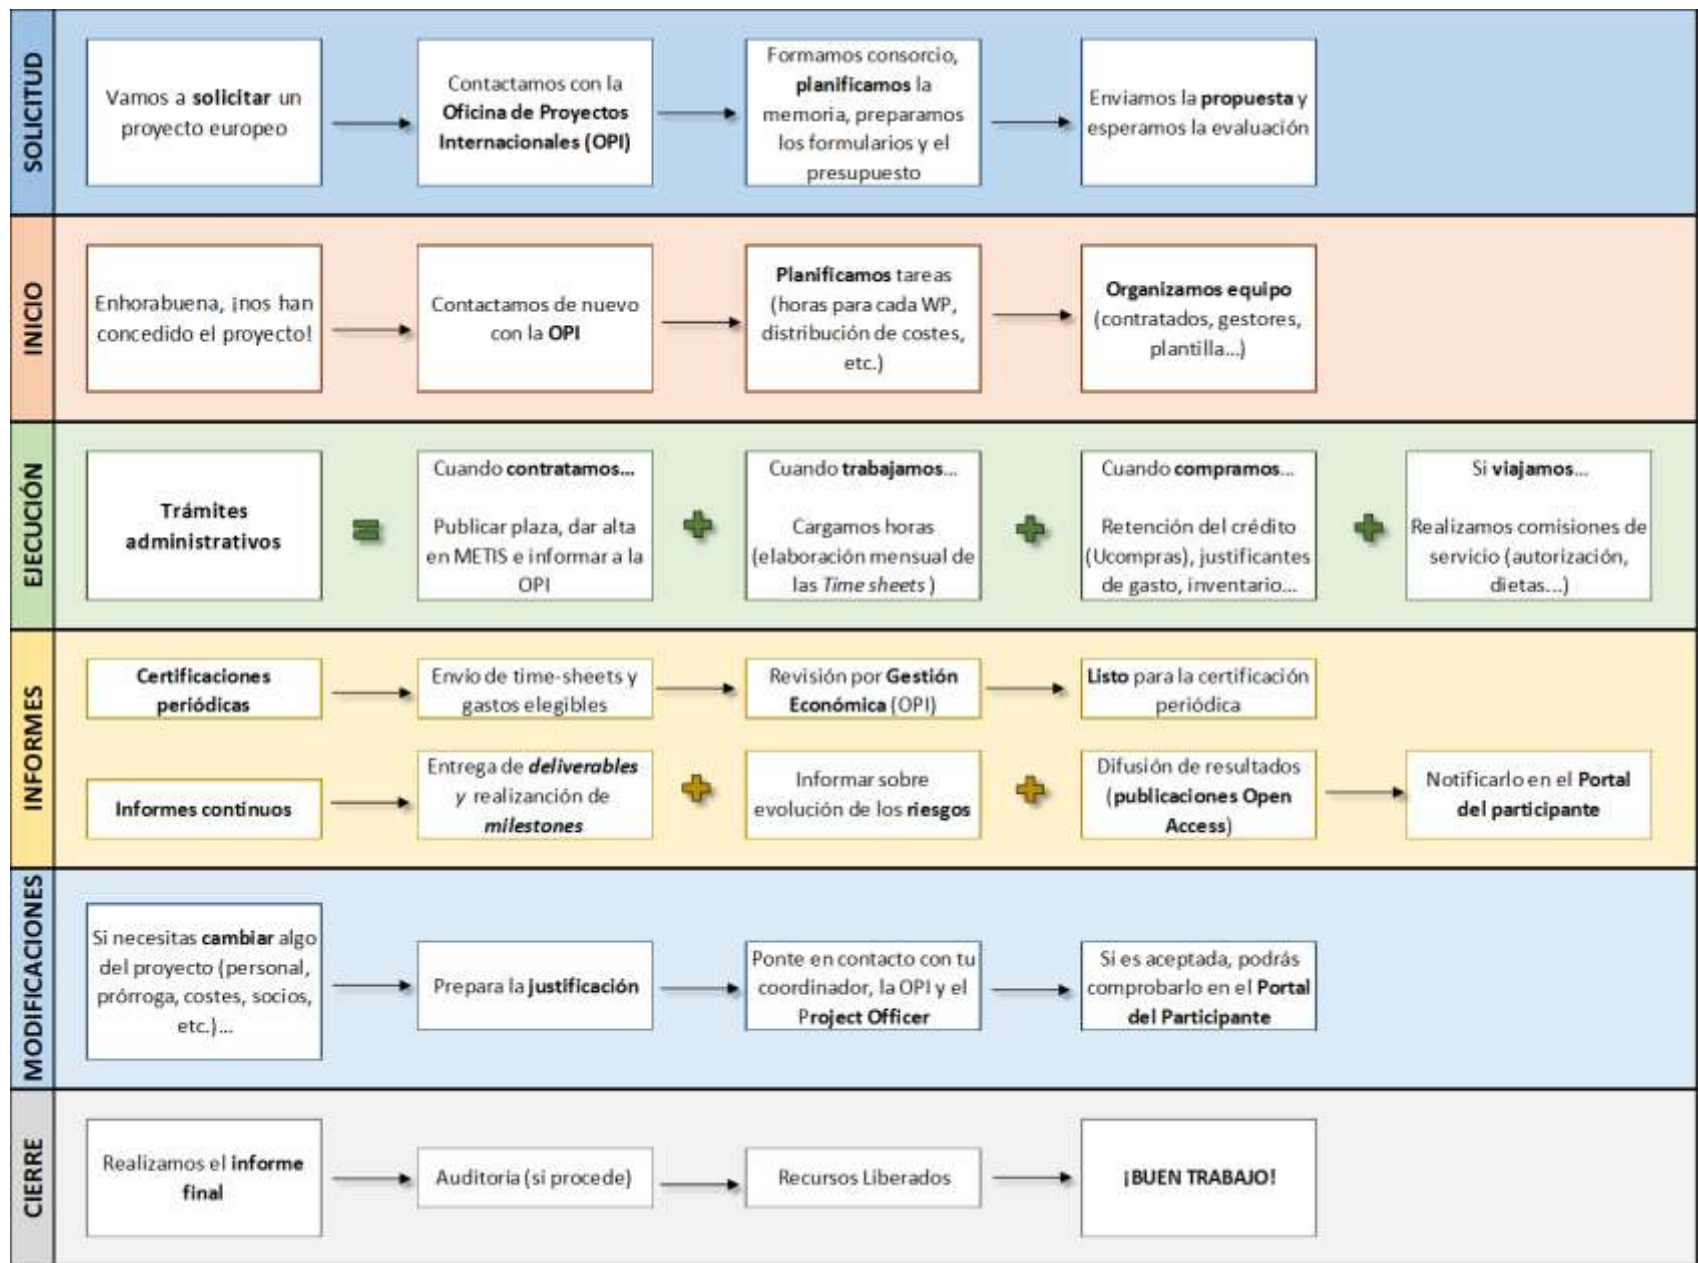 SOLICITUD
Vamos a solicitar un
proyecto europeo
Contactamos con la
Oficina de Proyectos
Internacionales (OPI)
Formamos consorcio,
planificamos la
memoria, preparamos
los formularios y el
presupuesto
Enviamos la propuesta y
esperamos la evaluación
INICIO
Enhorabuena, ¡nos han
concedido el proyecto!
Contactamos de nuevo
con la OPI
Planificamos tareas
(horas para cada WP,
distribución de costes,
etc.)
Organizamos equipo
(contratados, gestores,
plantilla...)
EJECUCIÓN
Trámites
administrativos
Cuando contratamos...
Publicar plaza, dar alta
en METIS e informar a la
OPI
Cuando trabajamos...
Cargamos horas
(elaboración mensual de
las Time sheets )
Cuando compramos...
Retención del crédito
(Ucompras), justificantes
de gasto, inventario...
Si viajamos...
Realizamos comisiones de
servicio (autorización,
dietas...)
INFORMES
Certificaciones
periódicas
Envío de time-sheets y
gastos elegibles
Revisión por Gestión
Económica (OPI)
Listo para la certificación
periódica
Informes continuos
Entrega de deliverables
y realizanción de
milestones
Informar sobre
evolución de los riesgos
Difusión de resultados
(publicaciones Open
Access)
Notificarlo en el Portal
del participante
MODIFICACIONES
Si necesitas cambiar algo
del proyecto (personal,
prórroga, costes, socios,
etc.)...
Prepara la justificación
Ponte en contacto con tu
coordinador, la OPI y el
Project Officer
Si es aceptada, podrás
comprobarlo en el Portal
del Participante
CIERRE
Realizamos el informe
final
Auditoría (si procede)
Recursos Liberados
¡BUEN TRABAJO!